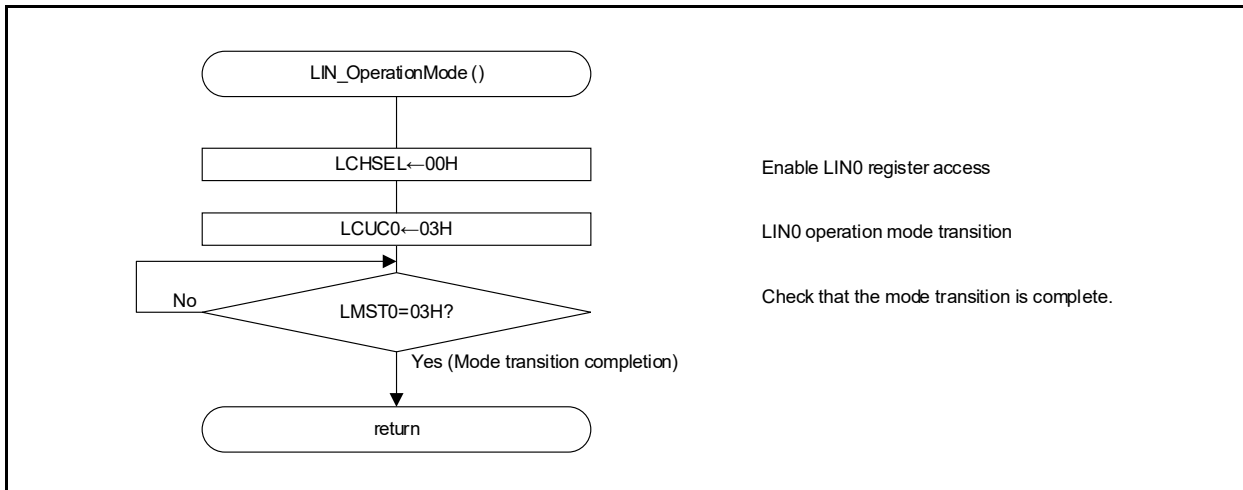 LIN_OperationMode ()
LCHSEL←00H
Enable LIN0 register access
LCUC0←03H
LIN0 operation mode transition
No
LMST0=03H?
Check that the mode transition is complete.
Yes (Mode transition completion)
return